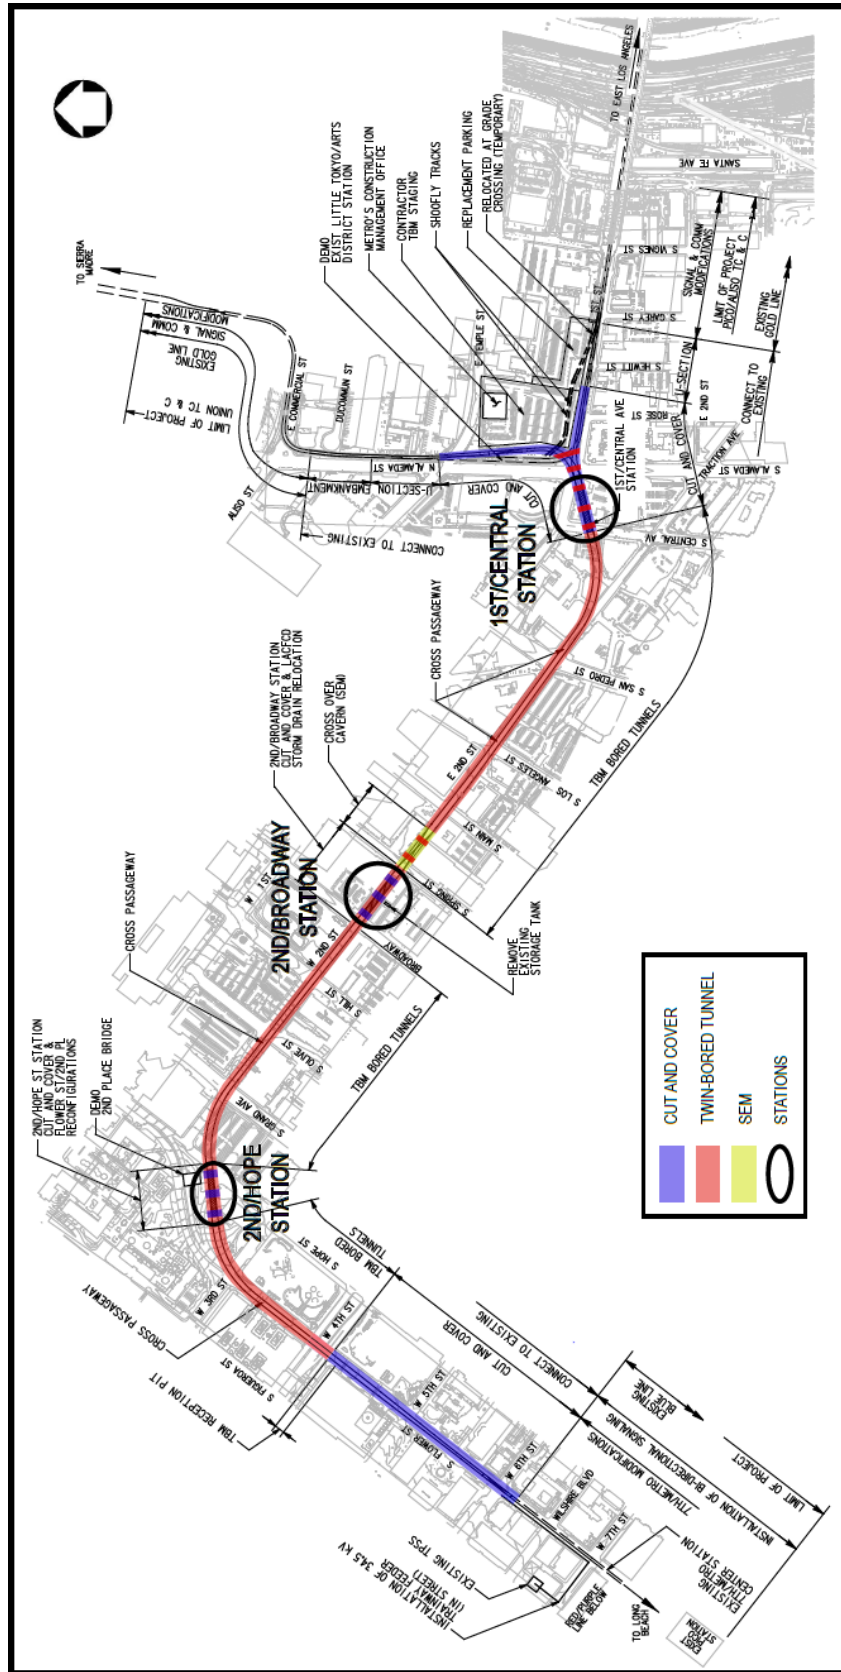 TO EAST LOS ANGELES
SANTA FE AVE
REPLACEMENT PARKING
RELOCATED AT GRADE
CROSSING (TEMPORARY)
SHOOFLY TRACKS
CONTRACTOR
TBM STAGING
METRO'S CONSTRUCTION
MANAGEMENT OFFICE
DEMO
EXIST LITTLE TOKYO/ARTS
DISTRICT STATION
TO SIERRA
MADRE
S VIGNES ST
SIGNAL & COMM
MODIFICATIONS
LIMIT OF PROJECT
PICO/ALISO TC & C
EXISTING
GOLD LINE
S GAREY ST
E 1ST ST
E TEMPLE ST
S HEWITT ST
U-SECTION
ROSE ST
E 2ND ST
CONNECT TO
EXISTING
CUT AND COVER
TRACTION AVE
S ALAMEDA ST
1ST/CENTRAL AVE
STATION
S CENTRAL AV
SIGNAL & COMM
MODIFICATIONS
EXISTING
GOLD LINE
LIMIT OF PROJECT
UNION TC & C
E COMMERCIAL ST
DUCOMMUN ST
N ALAMEDA ST
ALISO ST
EMBANKMENT
U-SECTION
CUT AND COVER
CONNECT TO EXISTING
1ST/CENTRAL
STATION
CROSS PASSAGEWAY
S SAN PEDRO ST
TBM BORED TUNNELS
S LOS ANGELES ST
E 2ND ST
S MAIN ST
2ND/BROADWAY STATION
CUT AND COVER & LACFCD
STORM DRAIN RELOCATION
CROSS OVER
CAVERN (SEM)
S SPRING ST
2ND/BROADWAY
STATION
REMOVE
EXISTING
STORAGE TANK
BROADWAY
W 1ST
W 2ND ST
S HILL ST
CROSS PASSAGEWAY
S OLIVE ST
TBM BORED TUNNELS
S GRAND AVE
2ND/HOPE ST STATION
CUT AND COVER &
FLOWER ST/2ND PL
RECONFIGURATIONS
DEMO
2ND PLACE BRIDGE
2ND/HOPE
STATION
S HOPE ST
TBM BORED
TUNNELS
W 3RD ST
CROSS PASSAGEWAY
W 4TH ST
S FIGUEROA ST
TBM RECEPTION PIT
CUT AND COVER
CONNECT TO EXISTING
W 5TH ST
S FLOWER ST
W 6TH ST
WILSHIRE BLVD
W 7TH ST
EXISTING
BLUE LINE
7TH/METRO MODIFICATIONS
INSTALLATION OF BI-DIRECTIONAL SIGNALING
LIMIT OF PROJECT
EXISTING TPSS
INSTALLATION OF 34.5 kV
TRAINWAY FEEDER
(IN STREET)
RED/PURPLE
LINE BELOW
TO LONG
BEACH
EXISTING
7TH/METRO
CENTER STATION
EXIST
PICO
STATION
CUT AND COVER
TWIN-BORED TUNNEL
SEM
STATIONS